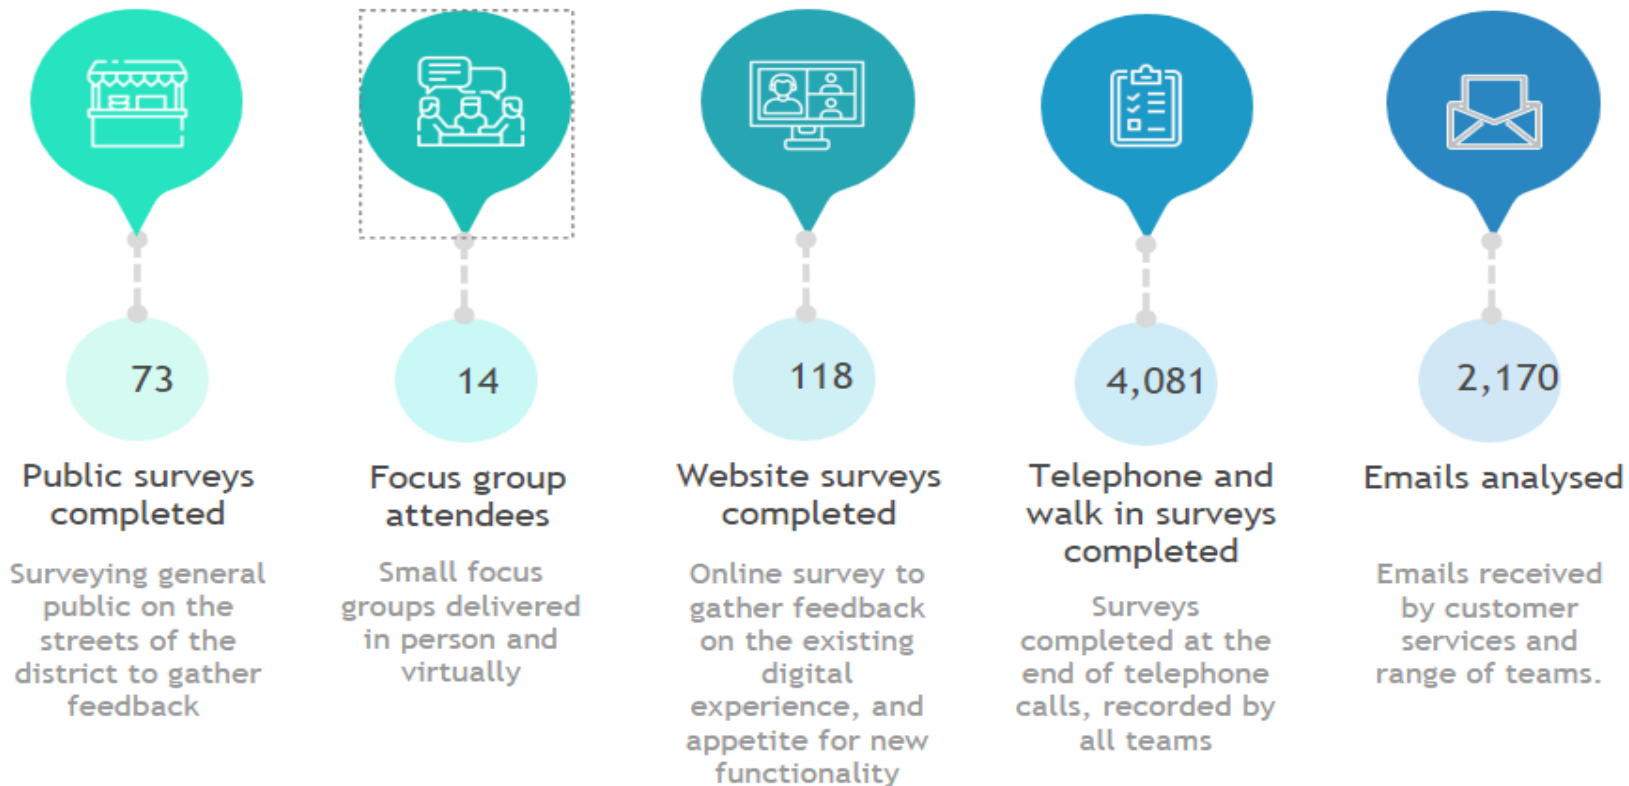 73
Public surveys
completed
Surveying general
public on the
streets of the
district to gather
feedback
14
Focus group
attendees
Small focus
groups delivered
in person and
virtually
118
Website surveys
completed
Online survey to
gather feedback
on the existing
digital
experience, and
appetite for new
functionality
4,081
Telephone and
walk in surveys
completed
Surveys
completed at the
end of telephone
calls, recorded by
all teams
2,170
Emails analysed
Emails received
by customer
services and
range of teams.